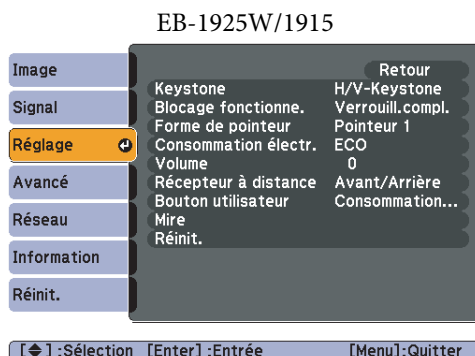 EB-1925W/1915
Image
Signal
Réglage
Avancé
Réseau
Information
Réinit.
Retour
Keystone H/V-Keystone
Blocage fonctionne. Verrouill.compl.
Forme de pointeur Pointeur 1
Consommation électr. ECO
Volume 0
Récepteur à distance Avant/Arrière
Bouton utilisateur Consommation...
Mire
Réinit.
[◆] :Sélection [Enter] :Entrée [Menu]:Quitter